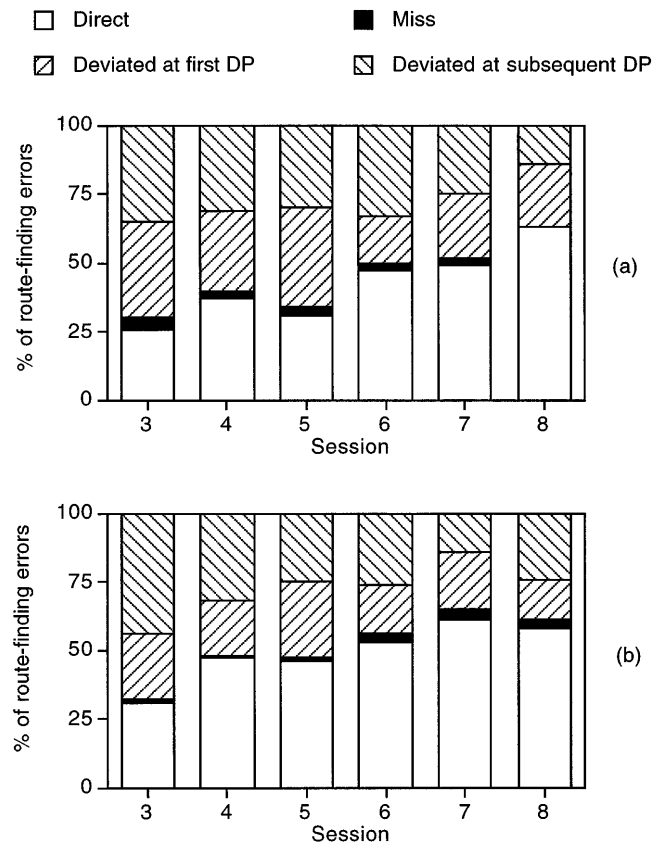 Direct
Miss
Deviated at first DP
Deviated at subsequent DP
100
75
50
25
0
% of route-finding errors
3 4 5 6 7 8
Session
(a)
100
75
50
25
0
% of route-finding errors
3 4 5 6 7 8
Session
(b)